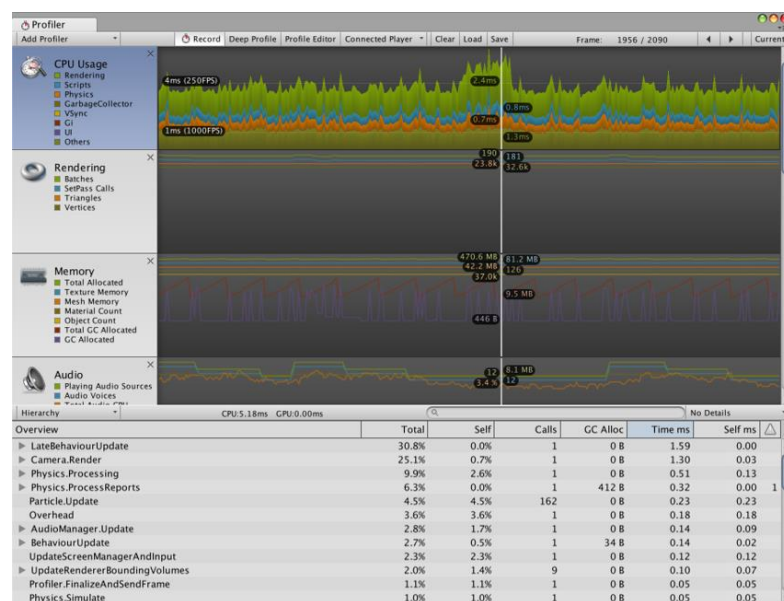 Profiler
Add Profiler Record Deep Profile Profiler Editor Connected Player Clear Load Save Frame: 1956 / 2090 Current
CPU Usage
Rendering
Scripts
Physics
GarbageCollector
VSync
Gi
UI
Others
4ms (250FPS)
1ms (1000FPS)
2.4ms
0.7ms
0.8ms
1.3ms
Rendering
Batches
SetPass Calls
Triangles
Vertices
190 181
23.8k 32.6k
Memory
Total Allocated
Texture Memory
Mesh Memory
Material Count
Object Count
Total GC Allocated
GC Allocated
470.6 MB 81.2 MB
42.2 MB 126
37.0k
9.5 MB
446 B
Audio
Playing Audio Sources
Audio Voices
12 8.1 MB
3.4 % 12
Hierarchy CPU:5.18ms GPU:0.00ms No Details
Overview Total Self Calls GC Alloc Time ms Self ms
LateBehaviourUpdate 30.8% 0.0% 1 0 B 1.59 0.00
Camera.Render 25.1% 0.7% 1 0 B 1.30 0.03
Physics.Processing 9.9% 2.6% 1 0 B 0.51 0.13
Physics.ProcessReports 6.3% 0.0% 1 412 B 0.32 0.00 1
Particle.Update 4.5% 4.5% 162 0 B 0.23 0.23
Overhead 3.6% 3.6% 1 0 B 0.18 0.18
AudioManager.Update 2.8% 1.7% 1 0 B 0.14 0.09
BehaviourUpdate 2.7% 0.5% 1 34 B 0.14 0.02
UpdateScreenManagerAndInput 2.3% 2.3% 1 0 B 0.12 0.12
UpdateRendererBoundingVolumes 2.0% 1.4% 9 0 B 0.10 0.07
Profiler.FinalizeAndSendFrame 1.1% 1.1% 1 0 B 0.05 0.05
Physics.Simulate 1.0% 1.0% 1 0 B 0.05 0.05